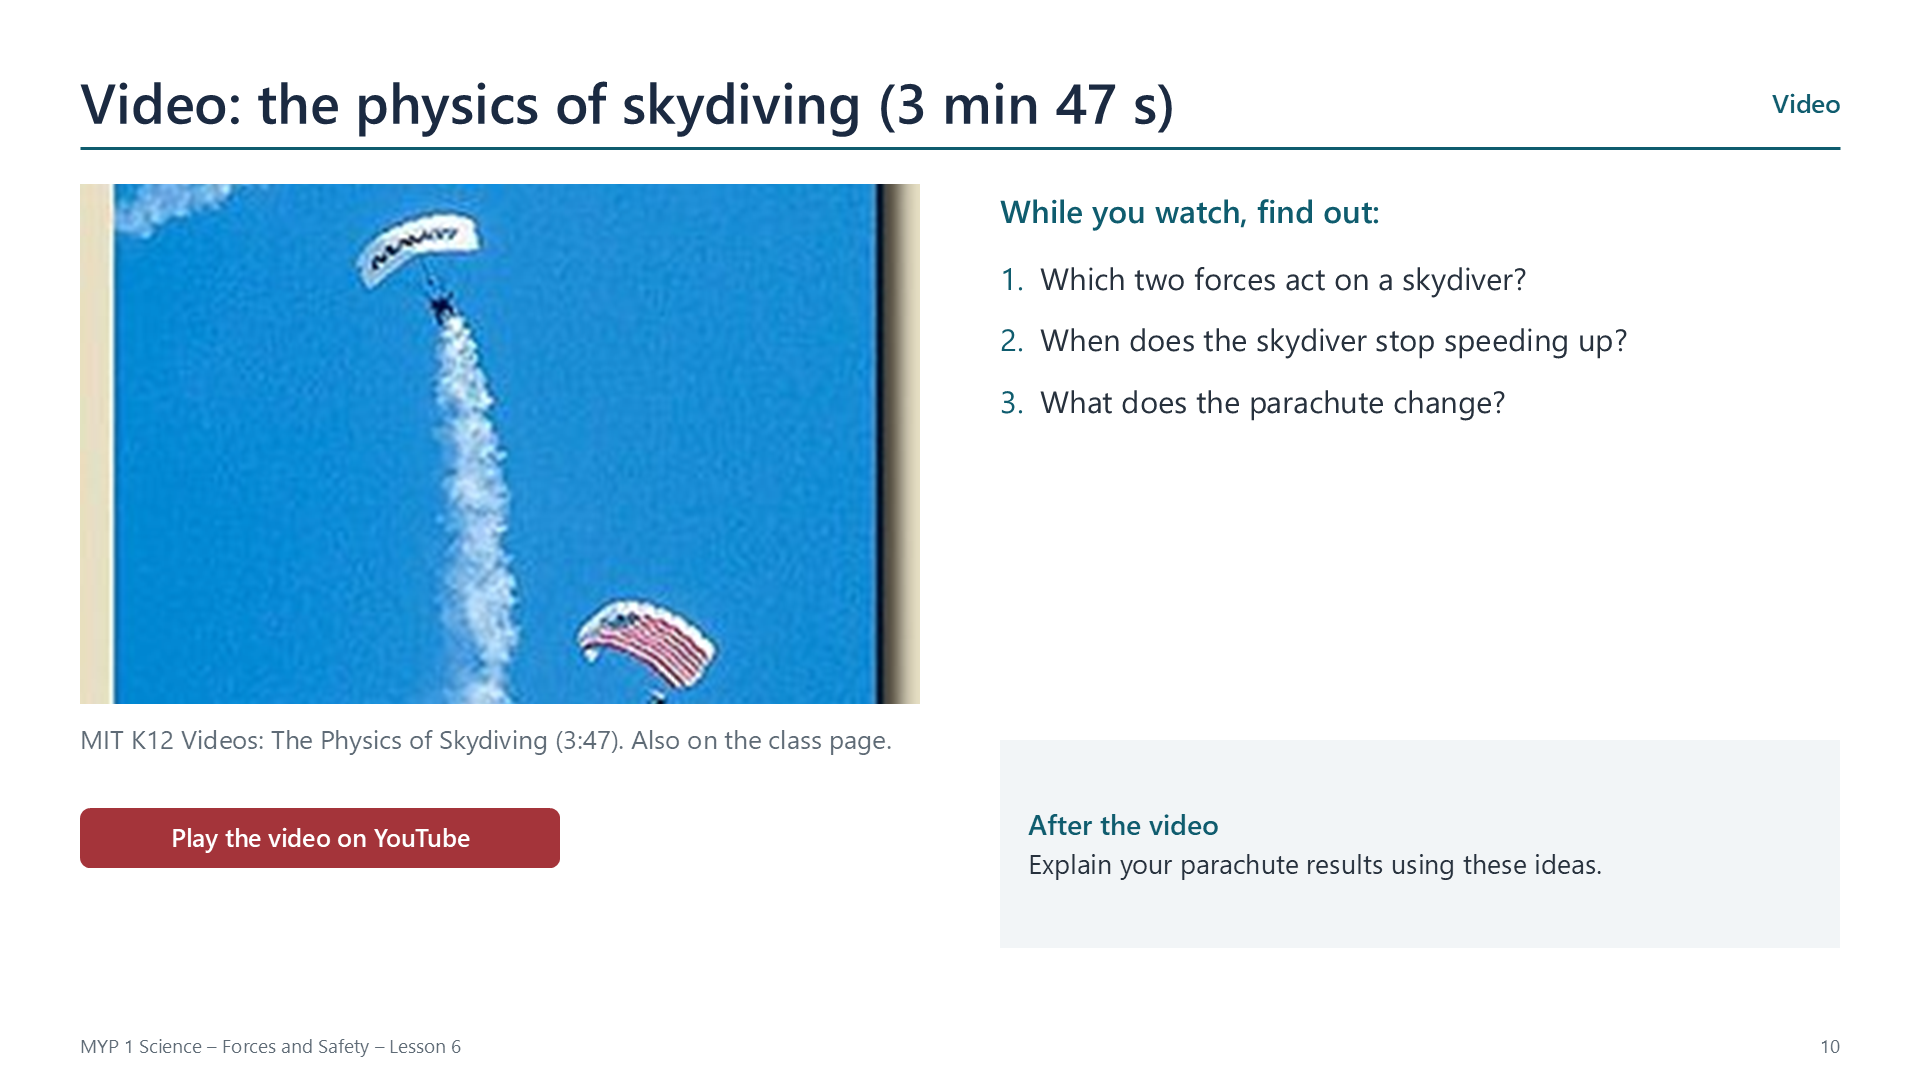 Video: the physics of skydiving (3 min 47 s)
Video
MIT K12 Videos: The Physics of Skydiving (3:47). Also on the class page.
Play the video on YouTube
While you watch, find out:
1. Which two forces act on a skydiver?
2. When does the skydiver stop speeding up?
3. What does the parachute change?
After the video
Explain your parachute results using these ideas.
MYP 1 Science – Forces and Safety – Lesson 6
10